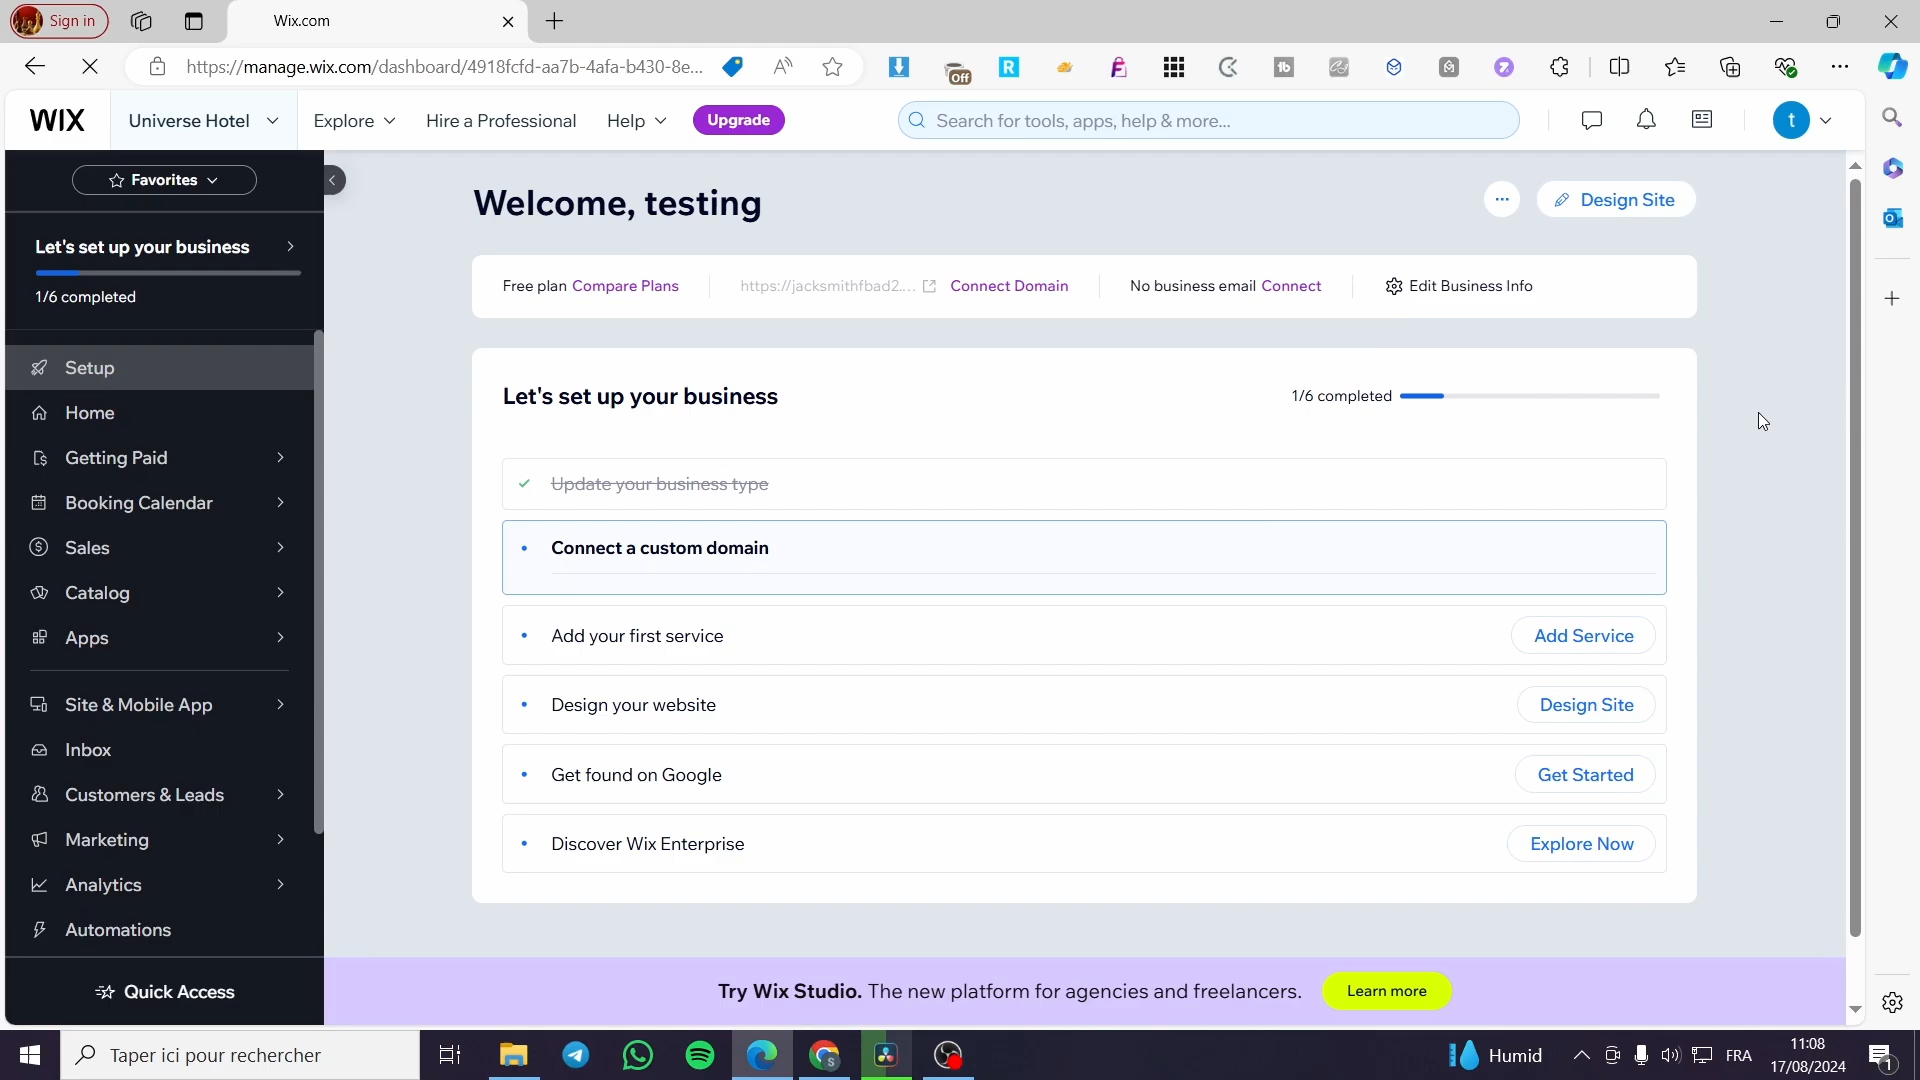 Sign in
Wix.com
https://manage.wix.com/dashboard/4918fcfd-aa7b-4afa-b430-8e...
Off
WIX
Universe Hotel
Explore
Hire a Professional
Help
Upgrade
Search for tools, apps, help & more...
t
Favorites
Let's set up your business
1/6 completed
Setup
Home
Getting Paid
Booking Calendar
Sales
Catalog
Apps
Site & Mobile App
Inbox
Customers & Leads
Marketing
Analytics
Automations
Quick Access
Welcome, testing
Design Site
Free plan Compare Plans
https://jacksmithfbad2.... Connect Domain
No business email Connect
Edit Business Info
Let's set up your business
1/6 completed
Update your business type
Connect a custom domain
Add your first service
Add Service
Design your website
Design Site
Get found on Google
Get Started
Discover Wix Enterprise
Explore Now
Try Wix Studio. The new platform for agencies and freelancers.
Learn more
Taper ici pour rechercher
Humid
FRA
11:08
17/08/2024
1